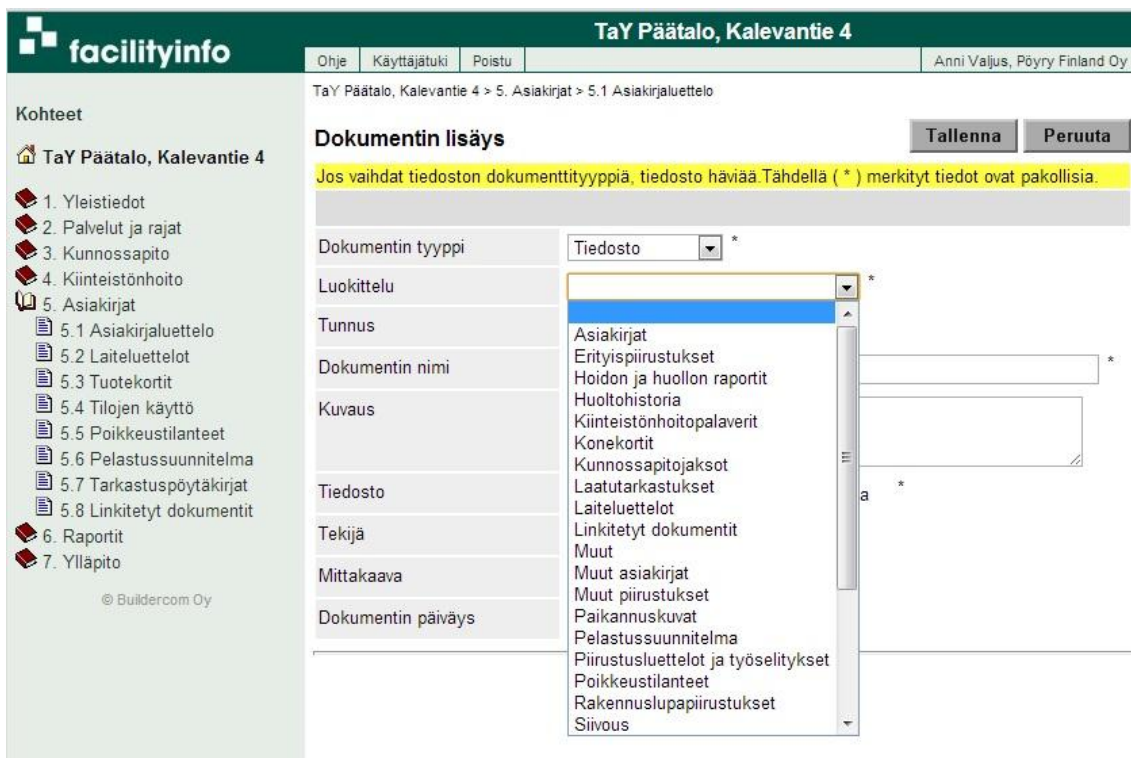 facilityinfo
TaY Päätalo, Kalevantie 4
Ohje Käyttäjätuki Poistu Anni Valjus, Pöyry Finland Oy
Kohteet
TaY Päätalo, Kalevantie 4
1. Yleistiedot
2. Palvelut ja rajat
3. Kunnossapito
4. Kiinteistönhoito
5. Asiakirjat
5.1 Asiakirjaluettelo
5.2 Laiteluettelot
5.3 Tuotekortit
5.4 Tilojen käyttö
5.5 Poikkeustilanteet
5.6 Pelastussuunnitelma
5.7 Tarkastuspöytäkirjat
5.8 Linkitetyt dokumentit
6. Raportit
7. Ylläpito
© Buildercom Oy
TaY Päätalo, Kalevantie 4 > 5. Asiakirjat > 5.1 Asiakirjaluettelo
Dokumentin lisäys Tallenna Peruuta
Jos vaihdat tiedoston dokumenttityyppiä, tiedosto häviää.Tähdellä ( * ) merkityt tiedot ovat pakollisia.
Dokumentin tyyppi Tiedosto *
Luokittelu *
Tunnus
Dokumentin nimi *
Kuvaus
Tiedosto a *
Tekijä
Mittakaava
Dokumentin päiväys
Asiakirjat
Erityispiirustukset
Hoidon ja huollon raportit
Huoltohistoria
Kiinteistönhoitopalaverit
Konekortit
Kunnossapitojaksot
Laatutarkastukset
Laiteluettelot
Linkitetyt dokumentit
Muut
Muut asiakirjat
Muut piirustukset
Paikannuskuvat
Pelastussuunnitelma
Piirustusluettelot ja työselitykset
Poikkeustilanteet
Rakennuslupapiirustukset
Siivous